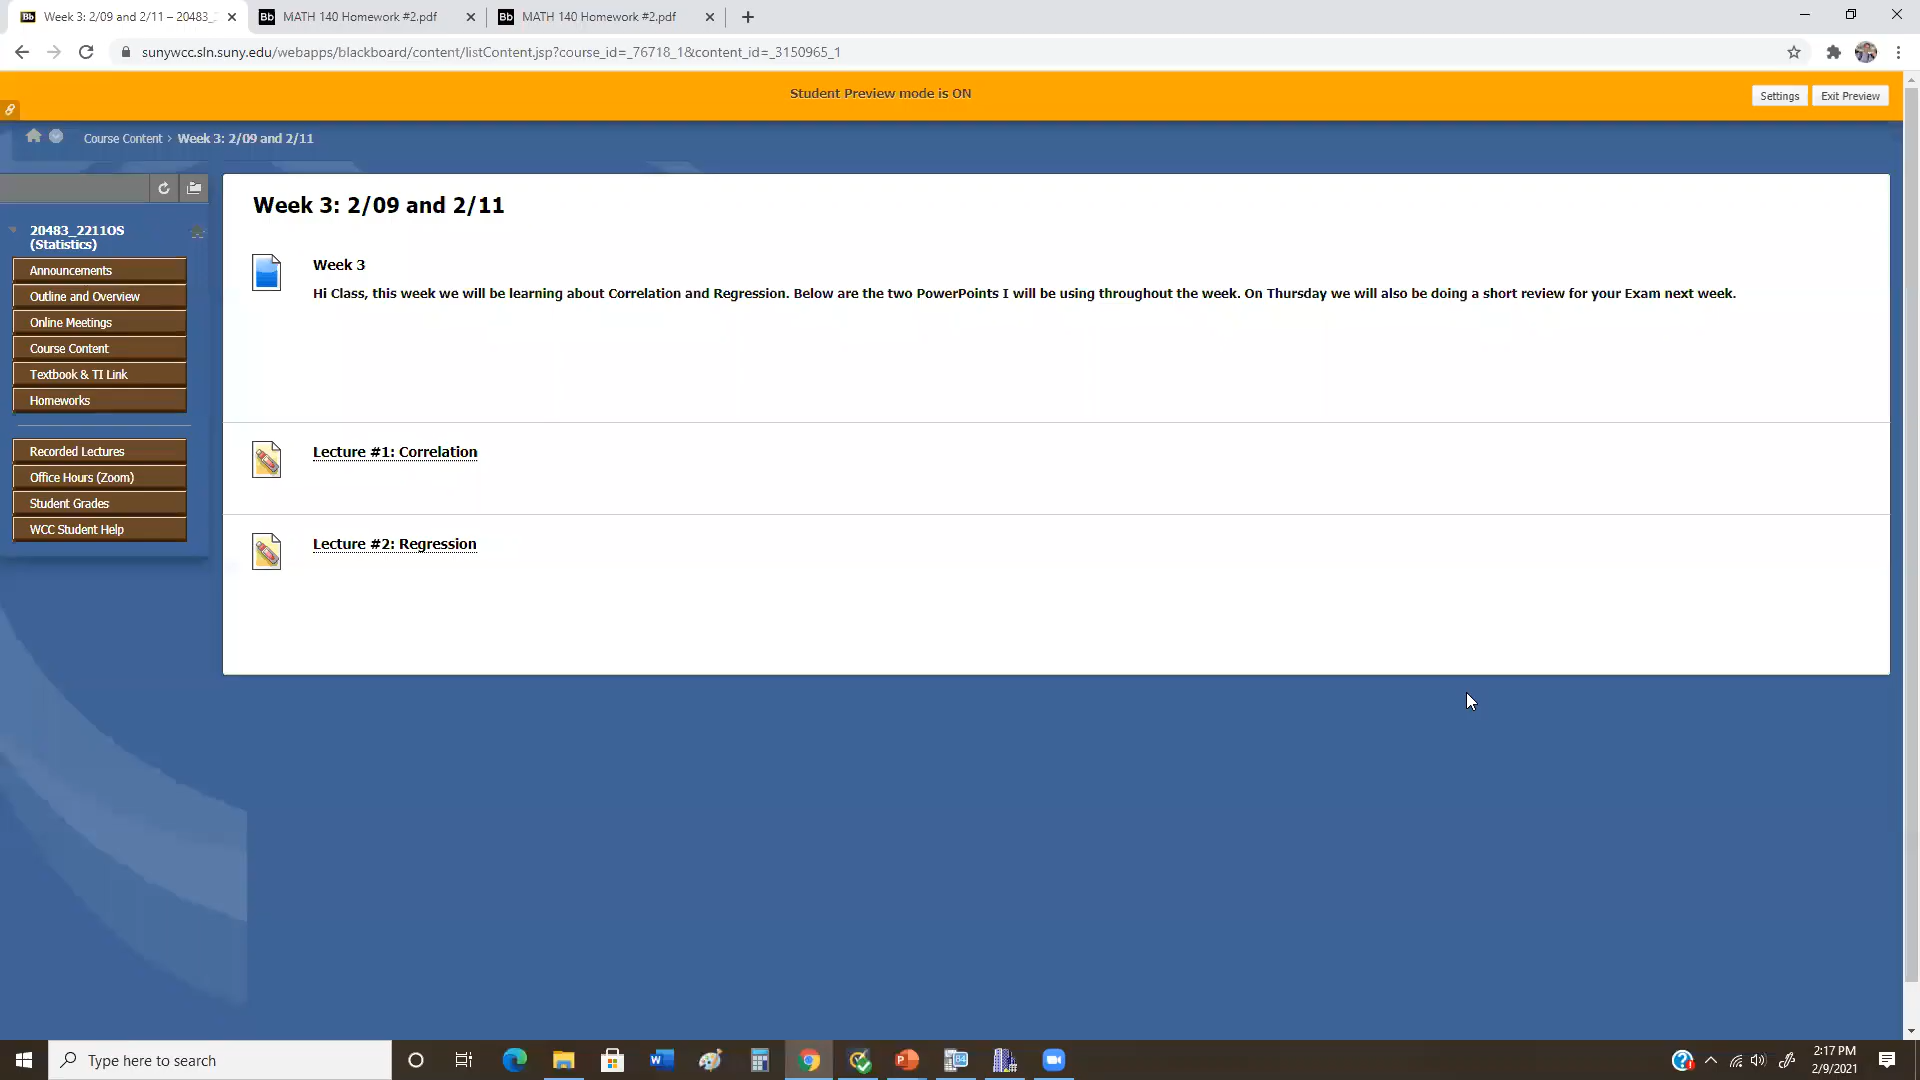 Week 3: 2/09 and 2/11 – 20483_2
MATH 140 Homework #2.pdf
MATH 140 Homework #2.pdf
sunywcc.sln.suny.edu/webapps/blackboard/content/listContent.jsp?course_id=_76718_1&content_id=_3150965_1
Student Preview mode is ON
Settings
Exit Preview
Course Content > Week 3: 2/09 and 2/11
20483_2211OS
(Statistics)
Announcements
Outline and Overview
Online Meetings
Course Content
Textbook & TI Link
Homeworks
Recorded Lectures
Office Hours (Zoom)
Student Grades
WCC Student Help
Week 3: 2/09 and 2/11
Week 3
Hi Class, this week we will be learning about Correlation and Regression. Below are the two PowerPoints I will be using throughout the week. On Thursday we will also be doing a short review for your Exam next week.
Lecture #1: Correlation
Lecture #2: Regression
Type here to search
2:17 PM
2/9/2021